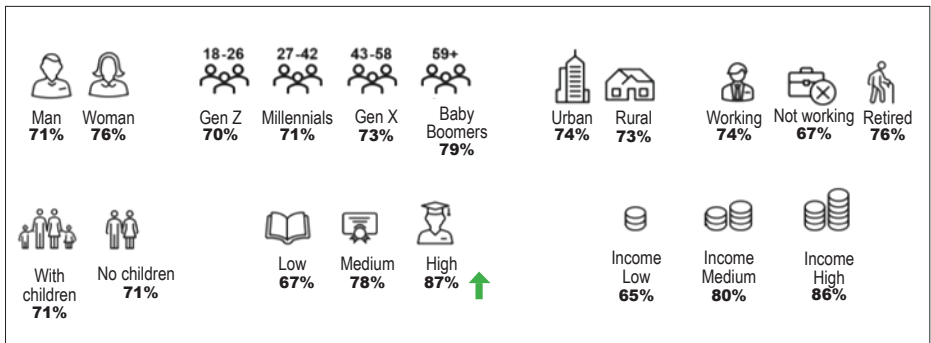 18-26 27-42 43-58 59+
Man Woman Gen Z Millennials Gen X Baby Boomers Urban Rural Working Not working Retired
71% 76% 70% 71% 73% 79% 74% 73% 74% 67% 76%
With children No children Low Medium High Income Low Income Medium Income High
71% 71% 67% 78% 87% 65% 80% 86%